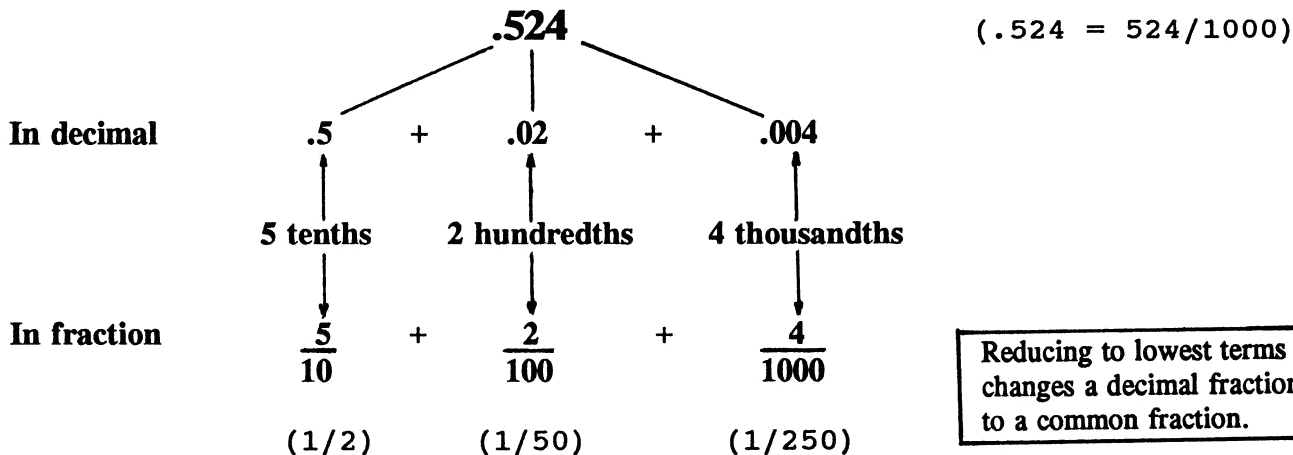 .524 (.524 = 524/1000)
In decimal .5 + .02 + .004
5 tenths 2 hundredths 4 thousandths
In fraction 5/10 + 2/100 + 4/1000
(1/2) (1/50) (1/250)
Reducing to lowest terms
changes a decimal fraction
to a common fraction.